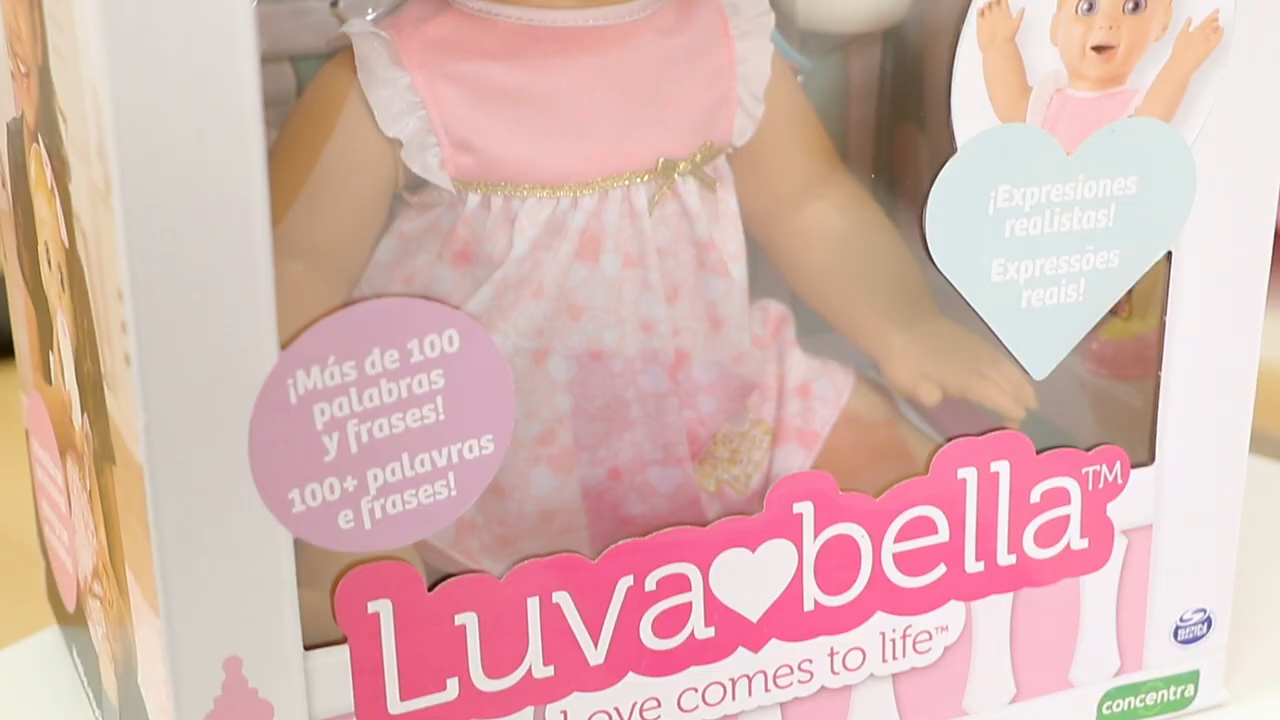 ¡Expresiones
realistas!
Expressões
reais!
¡Más de 100
palabras
y frases!
100+ palavras
e frases!
Luvabella™
Love comes to life™
concentra